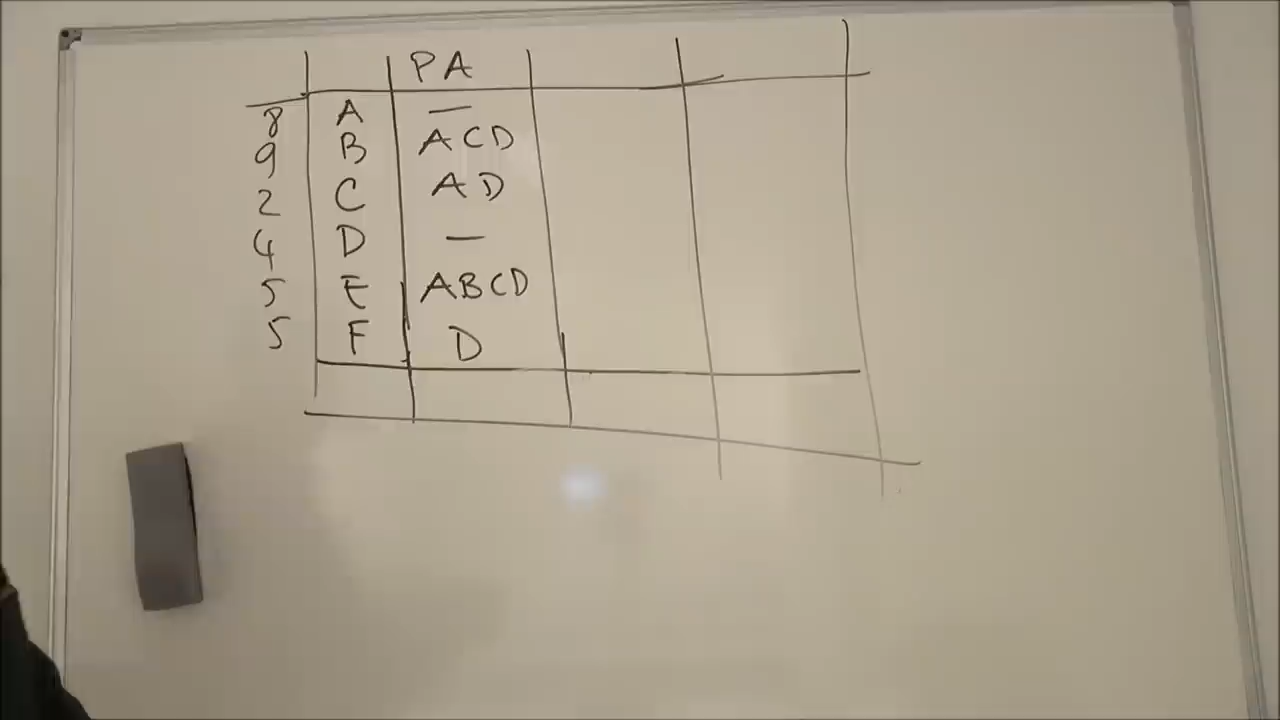 PA
8 A —
9 B ACD
2 C AD
4 D —
5 E ABCD
5 F D